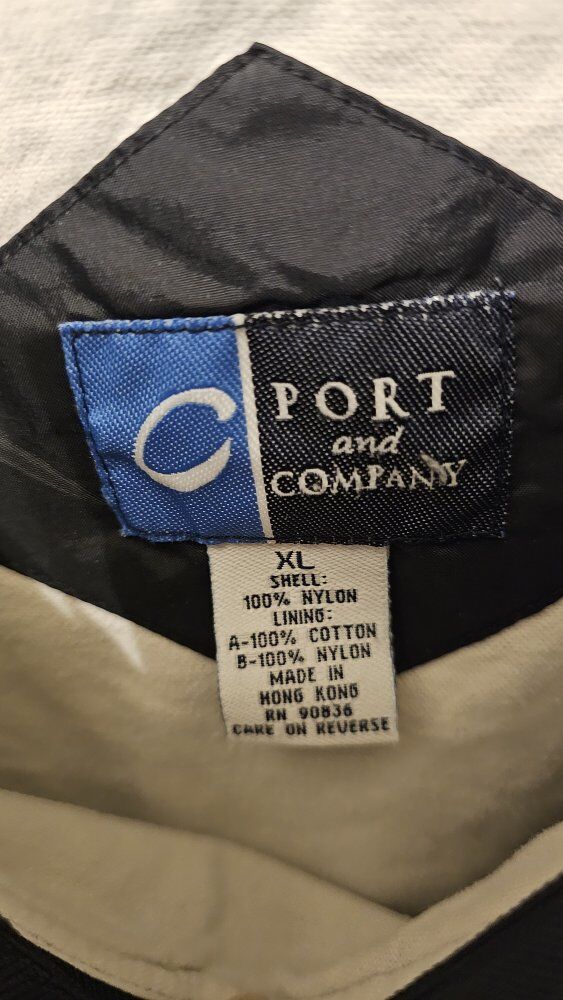 PORT
and
COMPANY
XL
SHELL:
100% NYLON
LINING:
A-100% COTTON
B-100% NYLON
MADE IN
HONG KONG
RN 90836
CARE ON REVERSE